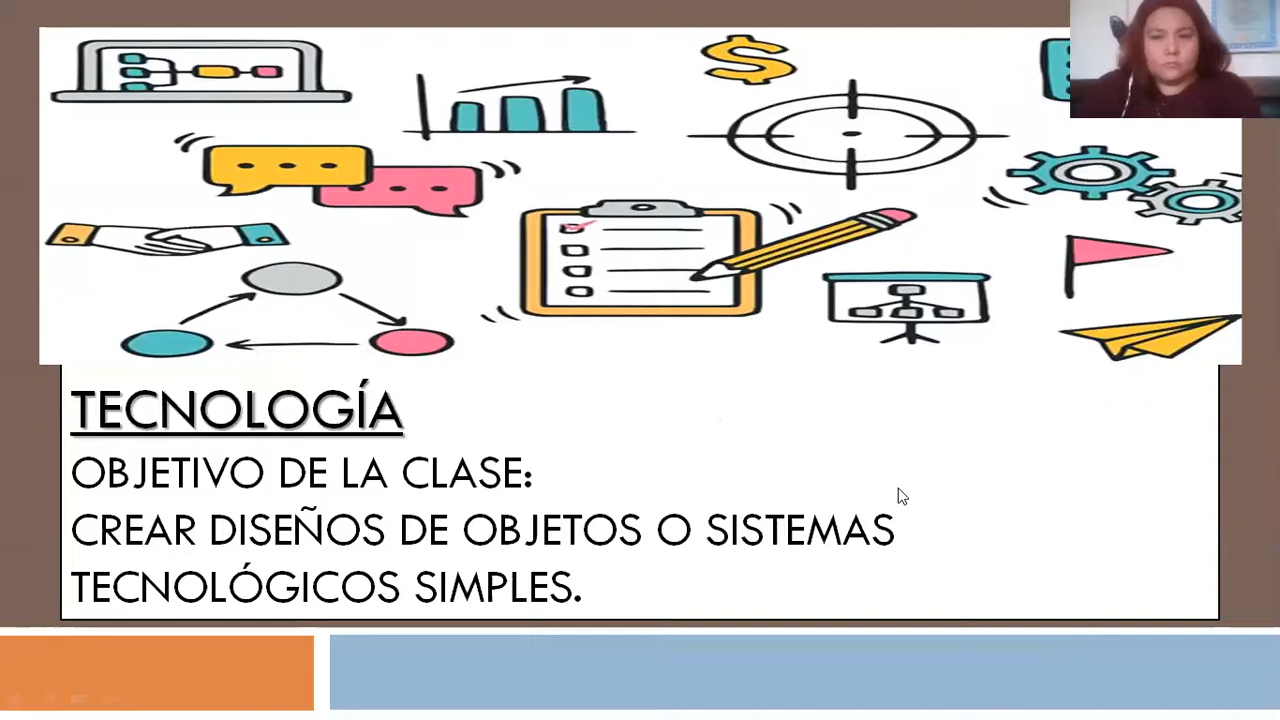 TECNOLOGÍA
OBJETIVO DE LA CLASE:
CREAR DISEÑOS DE OBJETOS O SISTEMAS
TECNOLÓGICOS SIMPLES.